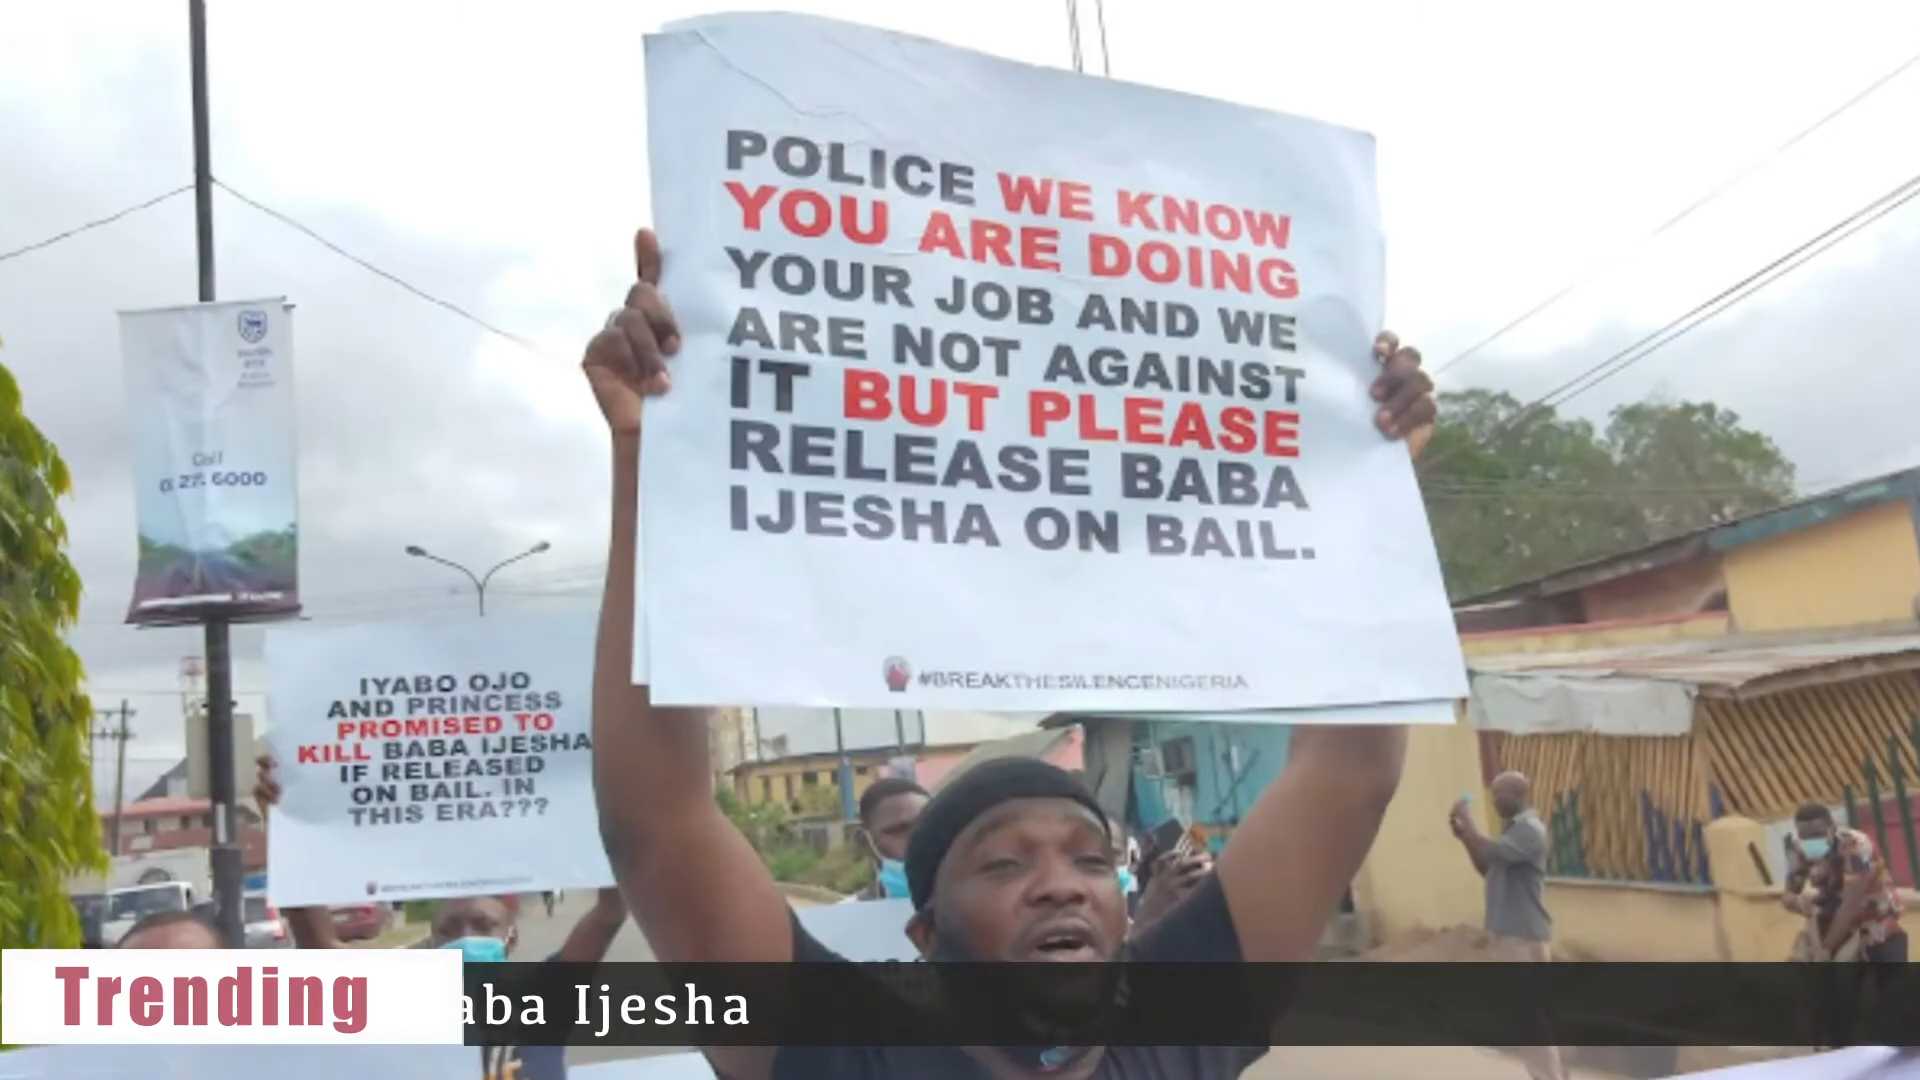 POLICE WE KNOW
YOU ARE DOING
YOUR JOB AND WE
ARE NOT AGAINST
IT BUT PLEASE
RELEASE BABA
IJESHA ON BAIL.
#BREAKTHESILENCENIGERIA
Call
6000
IYABO OJO
AND PRINCESS
PROMISED TO
KILL BABA IJESHA
IF RELEASED
ON BAIL. IN
THIS ERA???
Trending
aba Ijesha